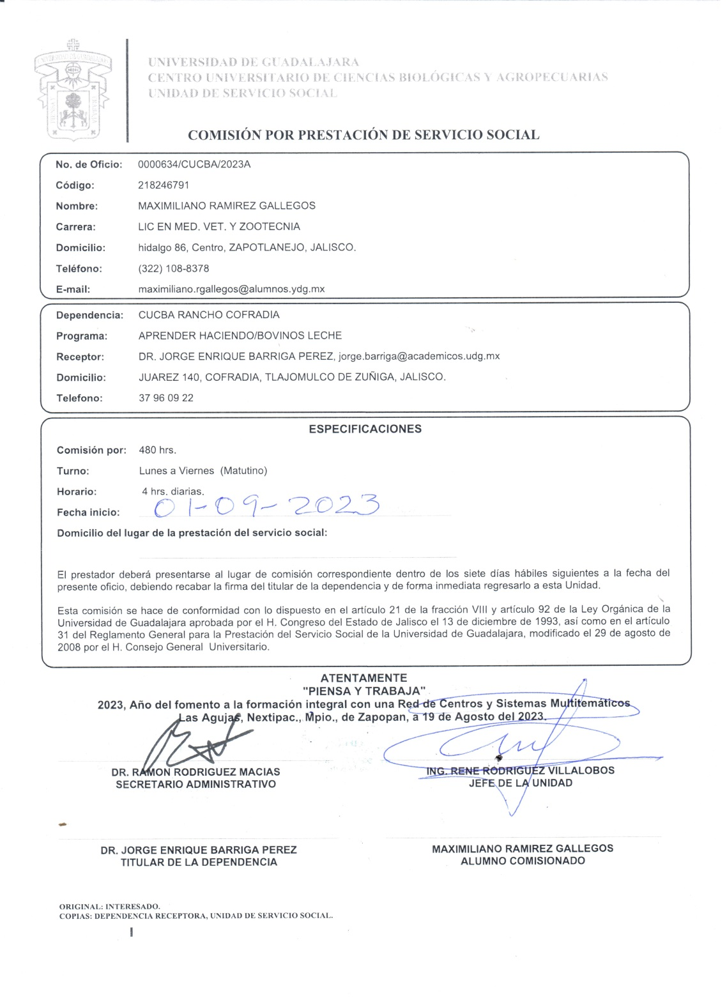 UNIVERSIDAD DE GUADALAJARA
CENTRO UNIVERSITARIO DE CIENCIAS BIOLÓGICAS Y AGROPECUARIAS
UNIDAD DE SERVICIO SOCIAL
COMISIÓN POR PRESTACIÓN DE SERVICIO SOCIAL
No. de Oficio: 0000634/CUCBA/2023A
Código: 218246791
Nombre: MAXIMILIANO RAMIREZ GALLEGOS
Carrera: LIC EN MED. VET. Y ZOOTECNIA
Domicilio: hidalgo 86, Centro, ZAPOTLANEJO, JALISCO.
Teléfono: (322) 108-8378
E-mail: maximiliano.rgallegos@alumnos.ydg.mx
Dependencia: CUCBA RANCHO COFRADIA
Programa: APRENDER HACIENDO/BOVINOS LECHE
Receptor: DR. JORGE ENRIQUE BARRIGA PEREZ, jorge.barriga@academicos.udg.mx
Domicilio: JUAREZ 140, COFRADIA, TLAJOMULCO DE ZUÑIGA, JALISCO.
Telefono: 37 96 09 22
ESPECIFICACIONES
Comisión por: 480 hrs.
Turno: Lunes a Viernes (Matutino)
Horario: 4 hrs. diarias.
Fecha inicio: 01-09-2023
Domicilio del lugar de la prestación del servicio social:
El prestador deberá presentarse al lugar de comisión correspondiente dentro de los siete días hábiles siguientes a la fecha del
presente oficio, debiendo recabar la firma del titular de la dependencia y de forma inmediata regresarlo a esta Unidad.
Esta comisión se hace de conformidad con lo dispuesto en el artículo 21 de la fracción VIII y artículo 92 de la Ley Orgánica de la
Universidad de Guadalajara aprobada por el H. Congreso del Estado de Jalisco el 13 de diciembre de 1993, así como en el artículo
31 del Reglamento General para la Prestación del Servicio Social de la Universidad de Guadalajara, modificado el 29 de agosto de
2008 por el H. Consejo General Universitario.
ATENTAMENTE
"PIENSA Y TRABAJA"
2023, Año del fomento a la formación integral con una Red de Centros y Sistemas Multitemáticos
Las Agujas, Nextipac., Mpio., de Zapopan, a 19 de Agosto del 2023.
DR. RAMON RODRIGUEZ MACIAS
SECRETARIO ADMINISTRATIVO
ING. RENE RODRIGUEZ VILLALOBOS
JEFE DE LA UNIDAD
DR. JORGE ENRIQUE BARRIGA PEREZ
TITULAR DE LA DEPENDENCIA
MAXIMILIANO RAMIREZ GALLEGOS
ALUMNO COMISIONADO
ORIGINAL: INTERESADO.
COPIAS: DEPENDENCIA RECEPTORA, UNIDAD DE SERVICIO SOCIAL.